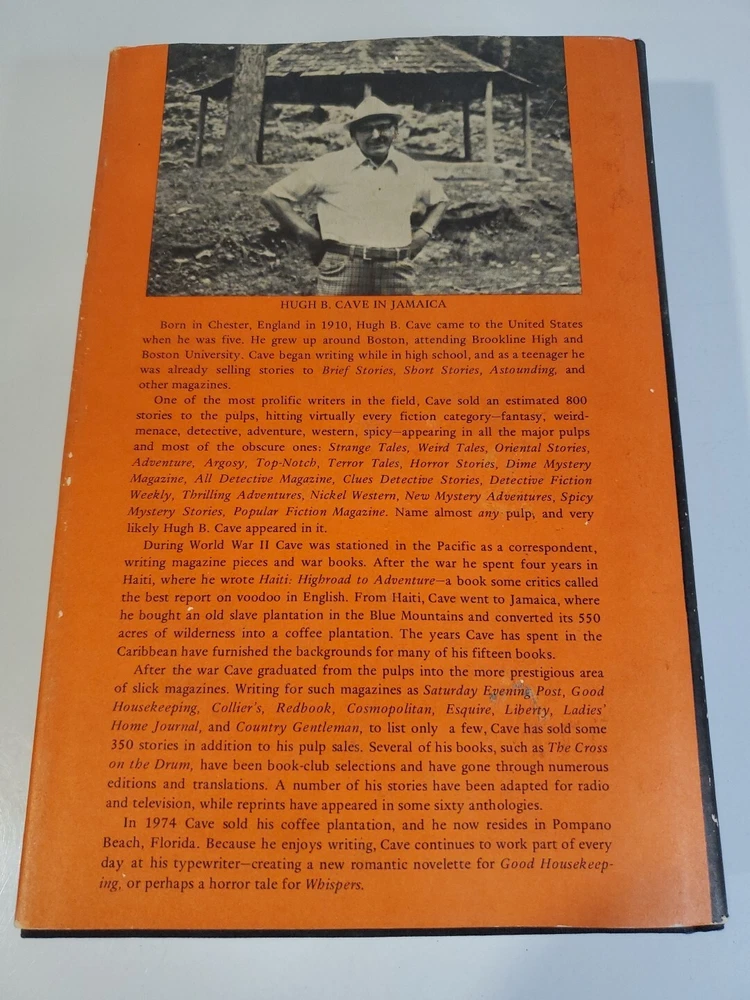 HUGH B. CAVE IN JAMAICA
Born in Chester, England in 1910, Hugh B. Cave came to the United States
when he was five. He grew up around Boston, attending Brookline High and
Boston University. Cave began writing while in high school, and as a teenager he
was already selling stories to Brief Stories, Short Stories, Astounding, and
other magazines.
One of the most prolific writers in the field, Cave sold an estimated 800
stories to the pulps, hitting virtually every fiction category—fantasy, weird-
menace, detective, adventure, western, spicy—appearing in all the major pulps
and most of the obscure ones: Strange Tales, Weird Tales, Oriental Stories,
Adventure, Argosy, Top-Notch, Terror Tales, Horror Stories, Dime Mystery
Magazine, All Detective Magazine, Clues Detective Stories, Detective Fiction
Weekly, Thrilling Adventures, Nickel Western, New Mystery Adventures, Spicy
Mystery Stories, Popular Fiction Magazine. Name almost any pulp, and very
likely Hugh B. Cave appeared in it.
During World War II Cave was stationed in the Pacific as a correspondent,
writing magazine pieces and war books. After the war he spent four years in
Haiti, where he wrote Haiti: Highroad to Adventure—a book some critics called
the best report on voodoo in English. From Haiti, Cave went to Jamaica, where
he bought an old slave plantation in the Blue Mountains and converted its 550
acres of wilderness into a coffee plantation. The years Cave has spent in the
Caribbean have furnished the backgrounds for many of his fifteen books.
After the war Cave graduated from the pulps into the more prestigious area
of slick magazines. Writing for such magazines as Saturday Evening Post, Good
Housekeeping, Collier's, Redbook, Cosmopolitan, Esquire, Liberty, Ladies'
Home Journal, and Country Gentleman, to list only a few, Cave has sold some
350 stories in addition to his pulp sales. Several of his books, such as The Cross
on the Drum, have been book-club selections and have gone through numerous
editions and translations. A number of his stories have been adapted for radio
and television, while reprints have appeared in some sixty anthologies.
In 1974 Cave sold his coffee plantation, and he now resides in Pompano
Beach, Florida. Because he enjoys writing, Cave continues to work part of every
day at his typewriter—creating a new romantic novelette for Good Housekeep-
ing, or perhaps a horror tale for Whispers.